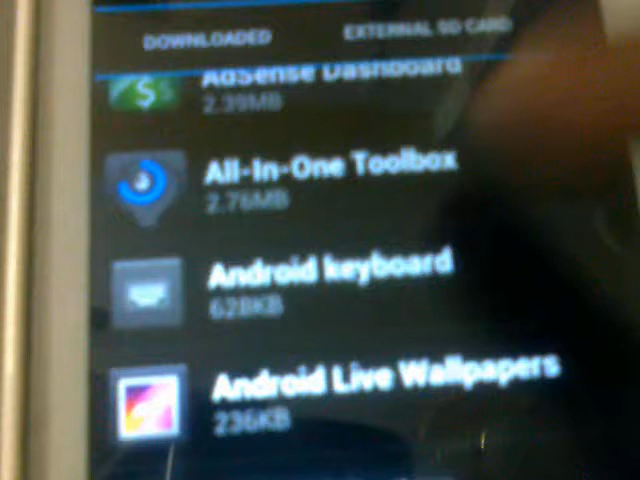 DOWNLOADED
EXTERNAL SD CARD
AdSense Dashboard
2.39MB
All-In-One Toolbox
2.76MB
Android keyboard
628KB
Android Live Wallpapers
236KB